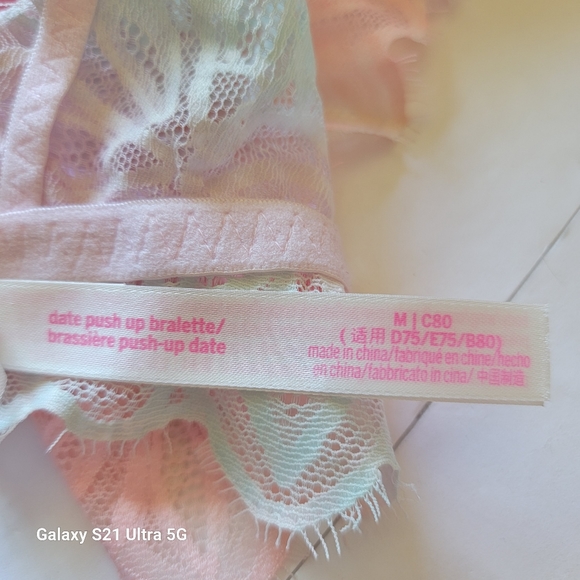 date push up bralette/
brassière push-up date
M | C80
( 适用 D75/E75/B80)
made in china/fabriqué en chine/hecho
en china/fabbricato in cina/ 中国制造
Galaxy S21 Ultra 5G